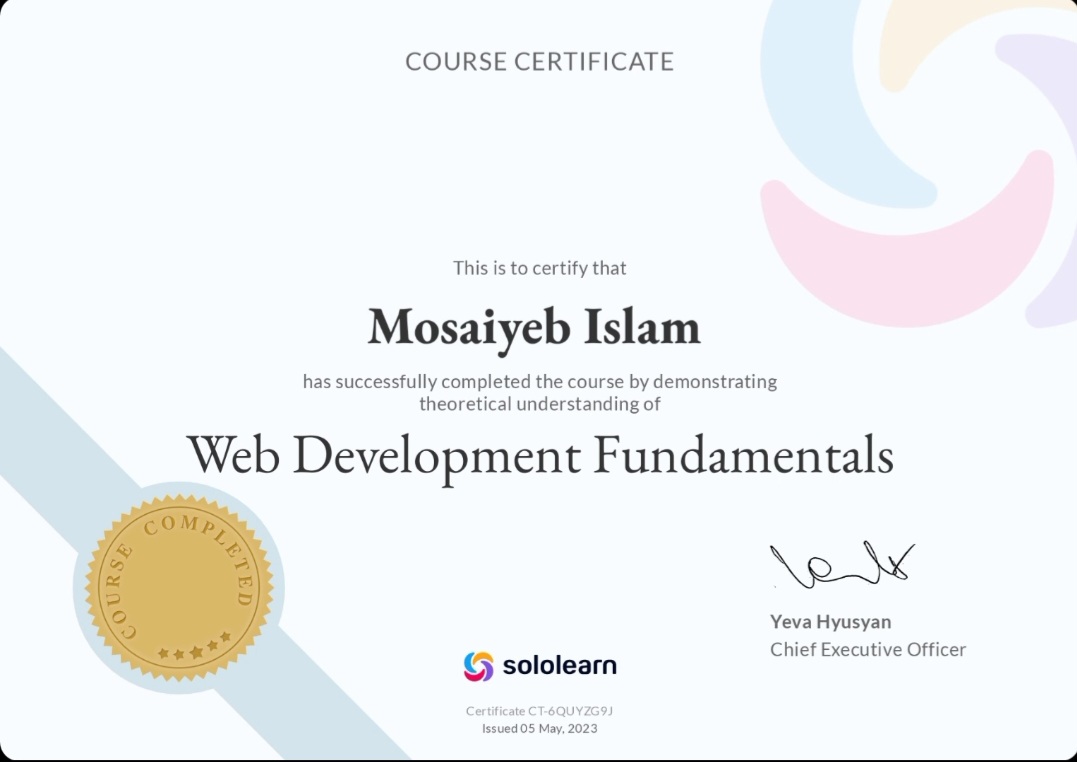 COURSE CERTIFICATE
This is to certify that
Mosaiyeb Islam
has successfully completed the course by demonstrating
theoretical understanding of
Web Development Fundamentals
COURSE COMPLETED
Yeva Hyusyan
Chief Executive Officer
sololearn
Certificate CT-6QUYZG9J
Issued 05 May, 2023